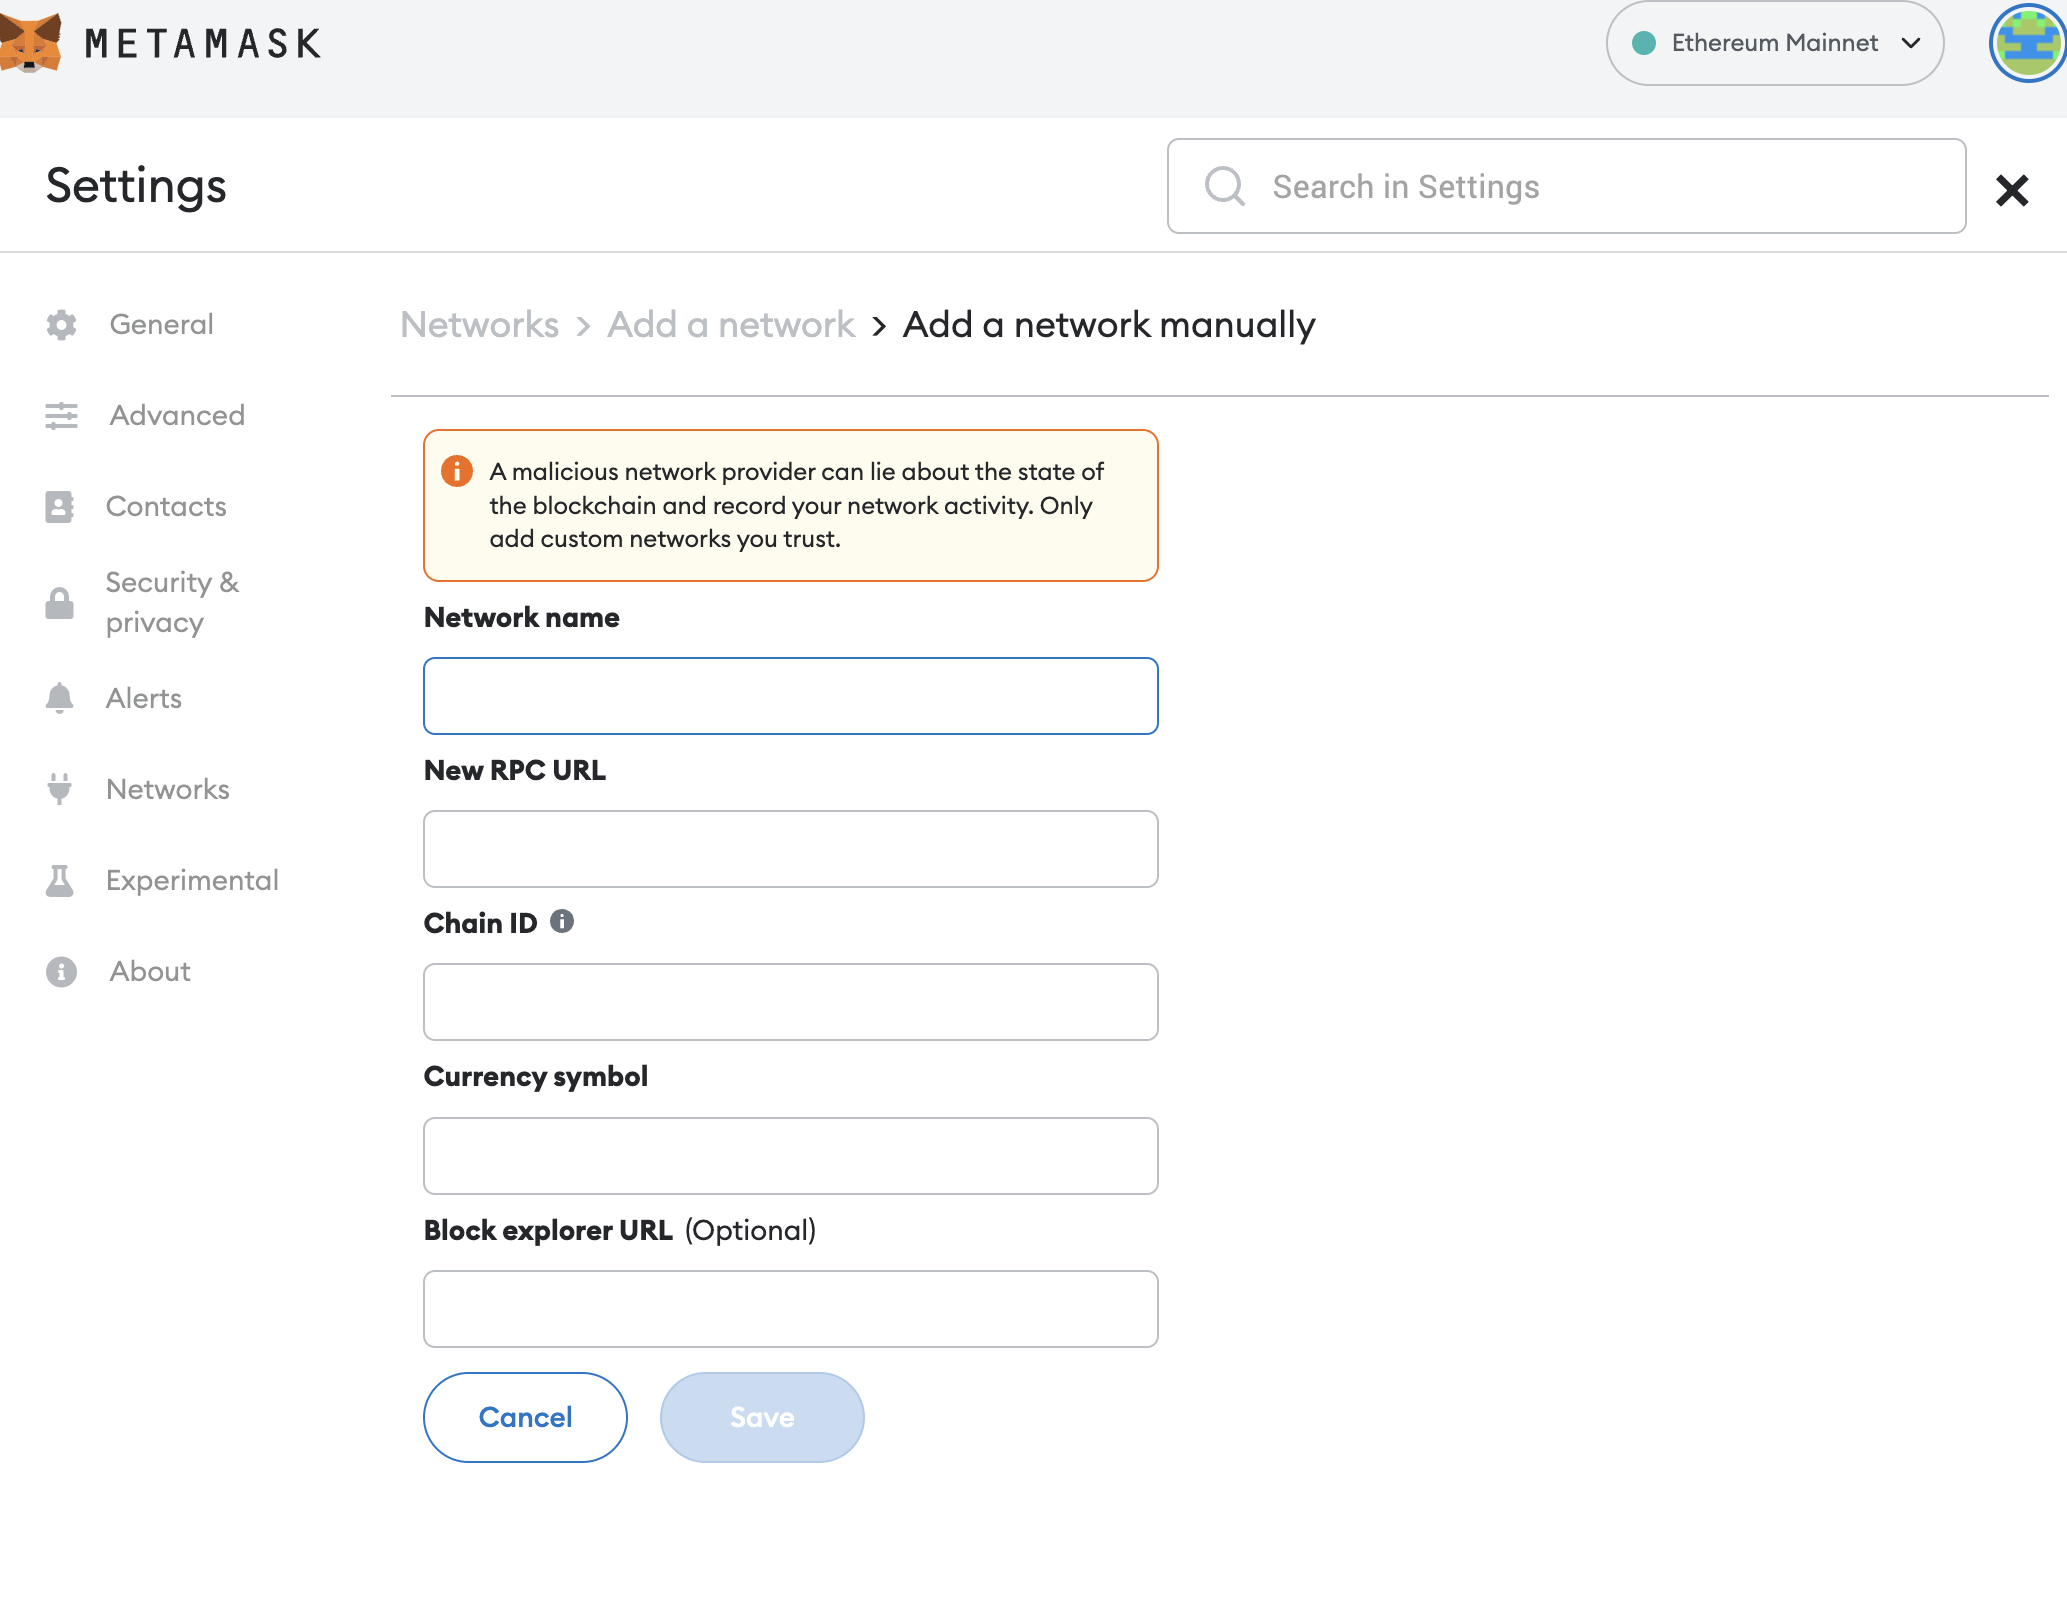 METAMASK
Ethereum Mainnet
Settings
Search in Settings
General
Advanced
Contacts
Security &
privacy
Alerts
Networks
Experimental
About
Networks > Add a network > Add a network manually
A malicious network provider can lie about the state of
the blockchain and record your network activity. Only
add custom networks you trust.
Network name
New RPC URL
Chain ID
Currency symbol
Block explorer URL (Optional)
Cancel
Save